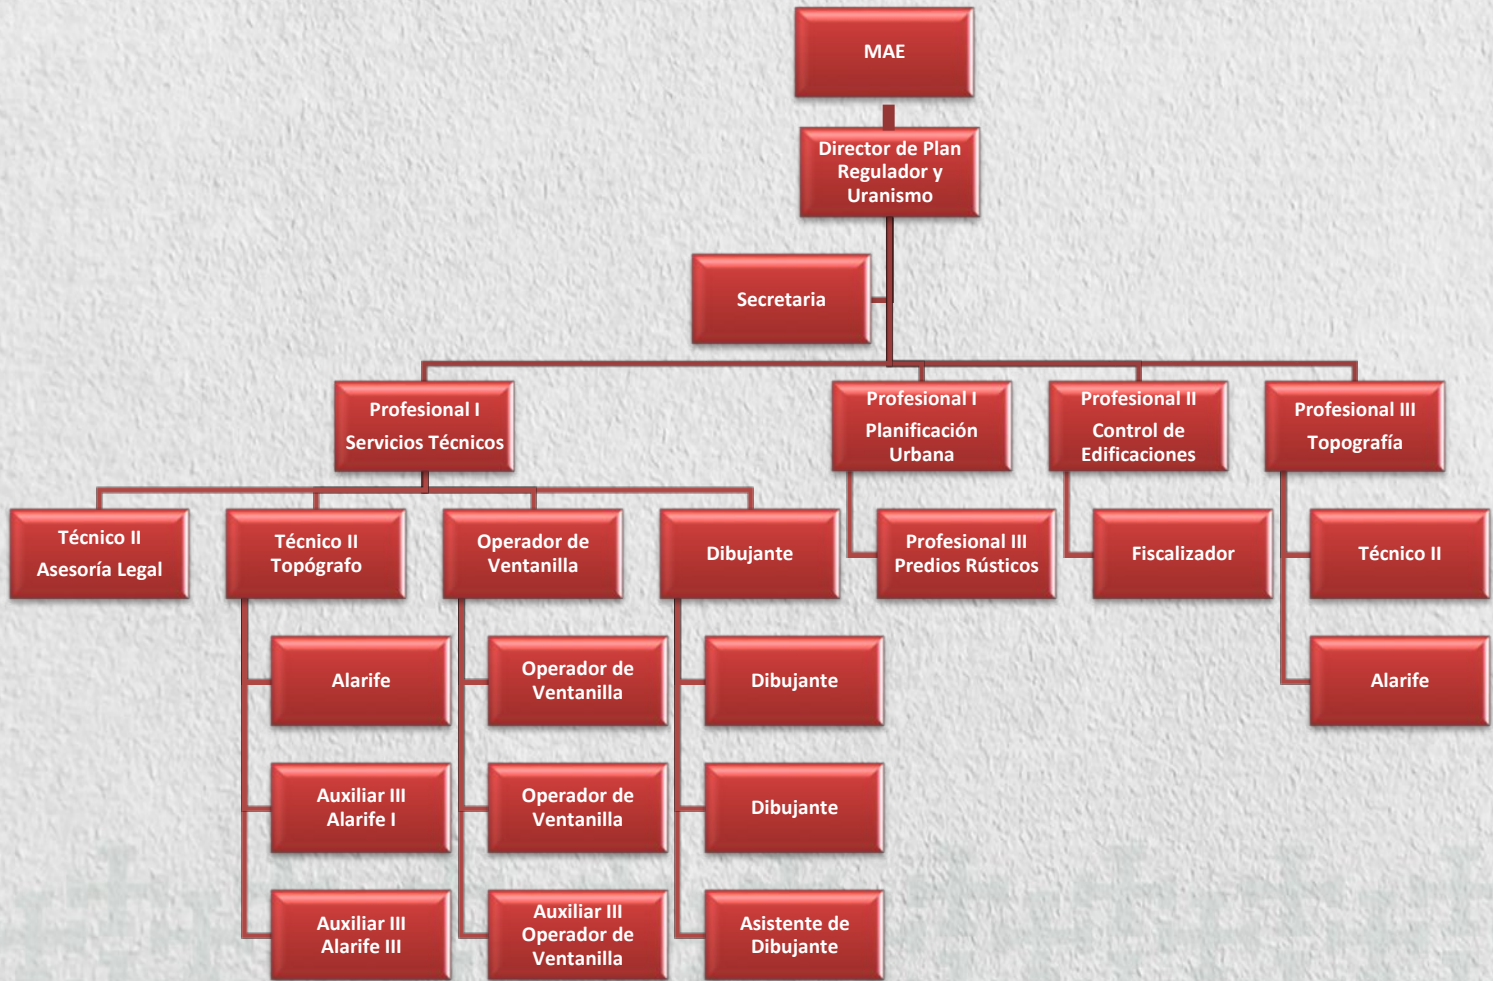 MAE
Director de Plan
Regulador y
Uranismo
Secretaria
Profesional I
Servicios Técnicos
Profesional I
Planificación
Urbana
Profesional II
Control de
Edificaciones
Profesional III
Topografía
Técnico II
Asesoría Legal
Técnico II
Topógrafo
Operador de
Ventanilla
Dibujante
Profesional III
Predios Rústicos
Fiscalizador
Técnico II
Alarife
Operador de
Ventanilla
Dibujante
Alarife
Auxiliar III
Alarife I
Operador de
Ventanilla
Dibujante
Auxiliar III
Alarife III
Auxiliar III
Operador de
Ventanilla
Asistente de
Dibujante